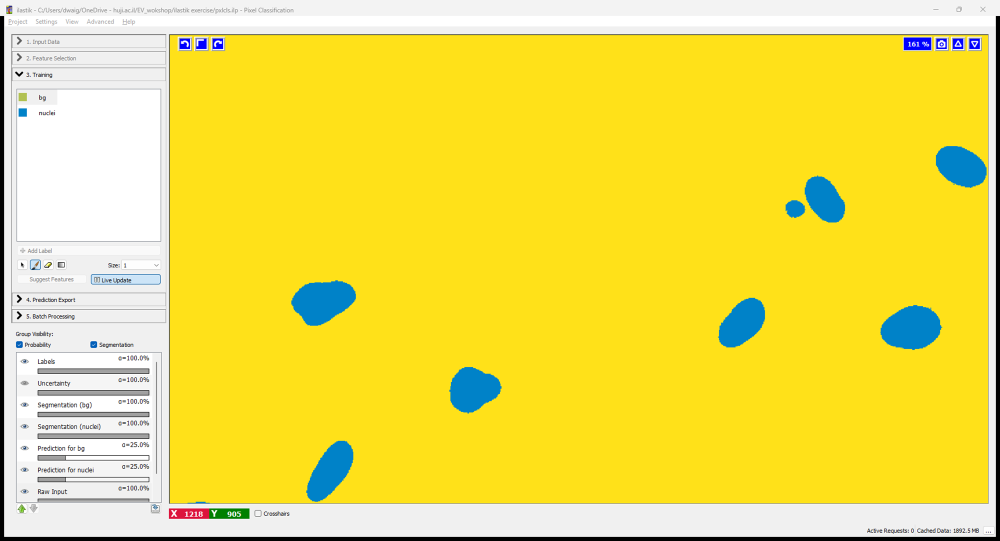 ilastik - C:/Users/dwaig/OneDrive - huji.ac.il/EV_wokshop/ilastik exercise/pxlcls.ilp - Pixel Classification
Project Settings View Advanced Help
1. Input Data
2. Feature Selection
3. Training
bg
nuclei
Add Label
Size: 1
Suggest Features
Live Update
4. Prediction Export
5. Batch Processing
Group Visibility:
Probability Segmentation
Labels α=100.0%
Uncertainty α=100.0%
Segmentation (bg) α=100.0%
Segmentation (nuclei) α=100.0%
Prediction for bg α=25.0%
Prediction for nuclei α=25.0%
Raw Input α=100.0%
161 %
X 1218 Y 905 Crosshairs
Active Requests: 0 Cached Data: 1892.5 MB ...